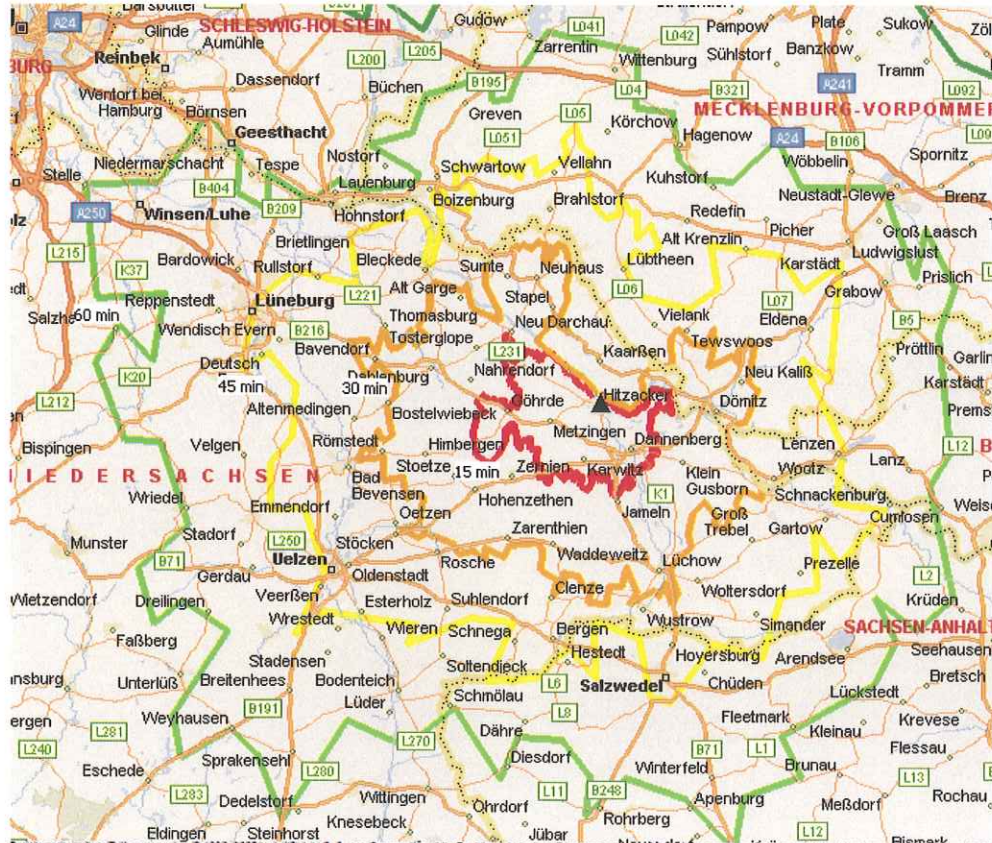 Darsbütter
Gudow
L041
Pampow
Plate
Sukow
A24
Glinde
SCHLESWIG-HOLSTEIN
L205
Zarrentin
L042
Banzkow
Reinbek
Aumühle
L200
Wittenburg
Sühlstorf
Tramm
BURG
Dassendorf
B195
L04
B321
A241
L092
Wentorf bei
Hamburg
Büchen
Greven
L05
MECKLENBURG-VORPOMMER
Börnsen
Körchow
Hagenow
A24
B106
Geesthacht
L051
Wöbbelin
Spornitz
Niedermarschacht
Tespe
Nostorf
Schwartow
Vellahn
Stelle
B404
Lauenburg
Kuhstorf
Neustadt-Glewe
Brenz
A250
Winsen/Luhe
B209
Hohnstorf
Boizenburg
Brahlstorf
Redefin
Picher
Groß Laasch
L215
Brietlingen
Alt Krenzlin
Ludwigslust
K37
Bardowick
Rullstorf
Bleckede
Sumte
Neuhaus
Lübtheen
Karstädt
Prislich
Reppenstedt
L221
Alt Garge
L06
L07
Grabow
Salzhe
60 min
Lüneburg
Stapel
Eldena
Wendisch Evern
Thomasburg
Neu Darchau
Vielank
B5
B216
Tosterglope
Tewswoos
Deutsch
Bavendorf
L231
Kaarßen
Pröttlin
Garlin
K20
45 min
30 min
Dahlenburg
Nahrendorf
Neu Kaliß
Karstädt
L212
Hitzacker
Altenmedingen
Bostelwiebeck
Göhrde
Dömitz
Prems
Bispingen
Velgen
Metzingen
Lenzen
L12
Römstedt
Himbergen
Dannenberg
NIEDERSACHSEN
Stoetze
15 min
Zernien
Karwitz
Wootz
Lanz
Wriedel
Bad
Bevensen
Klein
Gusborn
Schnackenburg
Hohenzethen
K1
Emmendorf
Oetzen
Jameln
Groß
Trebel
Cumlosen
Stadorf
Zarenthien
Gartow
Munster
L250
Stöcken
B71
Uelzen
Rosche
Waddeweitz
Lüchow
Prezelle
Gerdau
Oldenstadt
L2
Wietzendorf
Veerßen
Clenze
Woltersdorf
Krüden
Dreilingen
Esterholz
Suhlendorf
Wrestedt
Wustrow
Simander
Faßberg
Wieren
Schnega
Bergen
SACHSEN-ANHALT
Stadensen
Hestedt
Hoyersburg
Arendsee
Seehausen
Soltendieck
Unterlüß
Breitenhees
Bodenteich
L6
Salzwedel
Chüden
Bretsch
Schmölau
Lückstedt
B191
Lüder
Weyhausen
L8
Fleetmark
Krevese
Dähre
Kleinau
L281
L240
L270
B71
L1
Flessau
Sprakensehl
Diesdorf
Eschede
L280
Winterfeld
Brunau
L13
L283
Wittingen
L11
B248
Rochau
Dedelstorf
Ohrdorf
Apenburg
Meßdorf
Knesebeck
Rohrberg
Eldingen
Steinhorst
Jübar
L12
Bismark